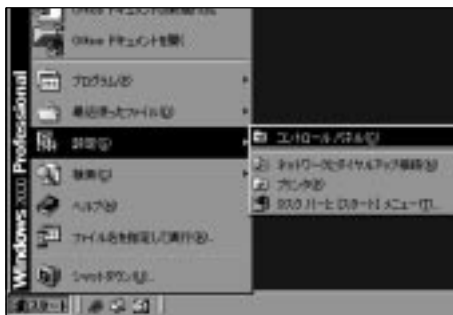 Office ドキュメントを開く
プログラム(P)
最近使ったファイル(D)
設定(S)
検索(C)
ヘルプ(H)
ファイル名を指定して実行(R)...
シャットダウン(U)...
Windows 2000 Professional
コントロール パネル(C)
ネットワークとダイヤルアップ接続(N)
プリンタ(P)
タスク バーと [スタート] メニュー(T)...
スタート